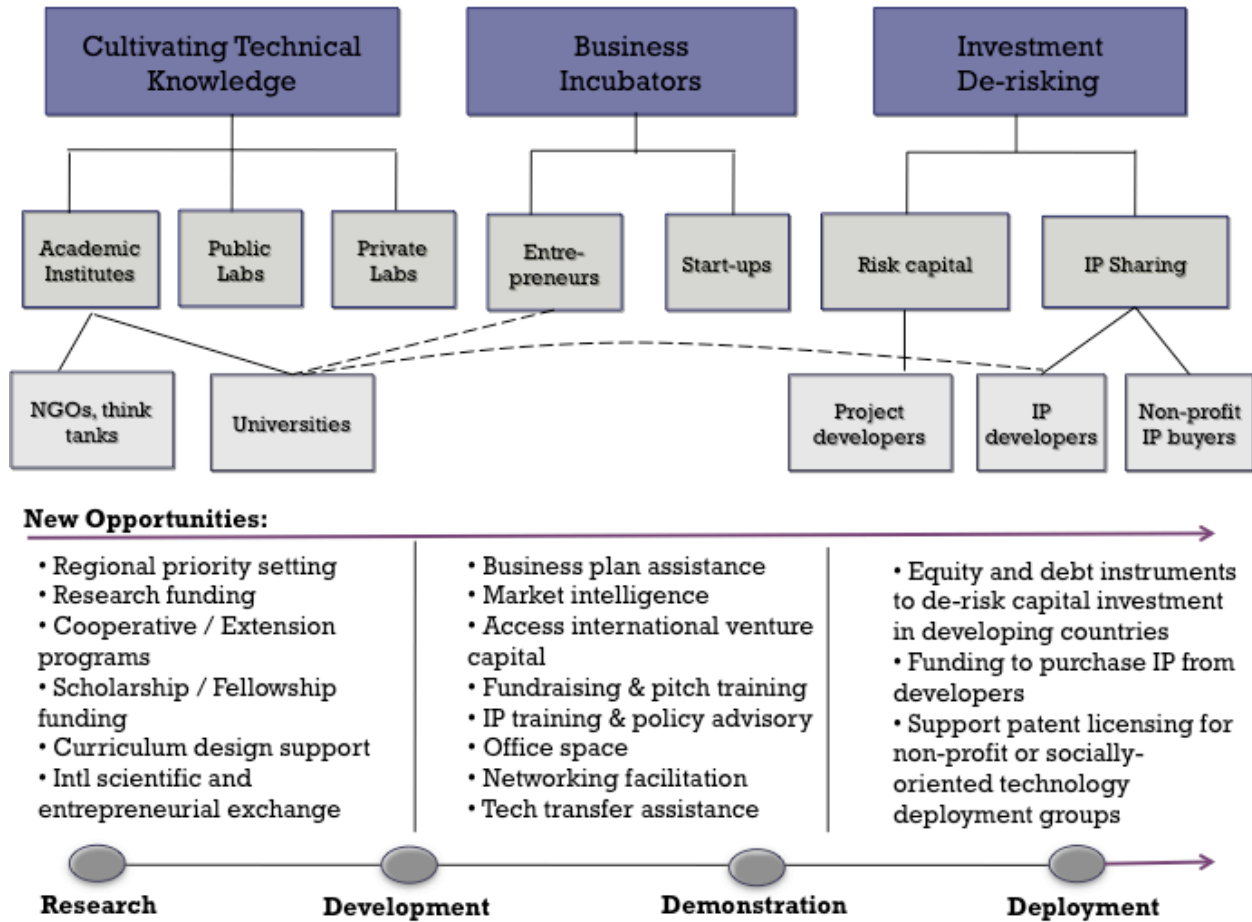 Cultivating Technical
Knowledge
Business
Incubators
Investment
De-risking
Academic
Institutes
Public
Labs
Private
Labs
Entre-
preneurs
Start-ups
Risk capital
IP Sharing
NGOs, think
tanks
Universities
Project
developers
IP
developers
Non-profit
IP buyers
New Opportunities:
• Regional priority setting
• Research funding
• Cooperative / Extension
programs
• Scholarship / Fellowship
funding
• Curriculum design support
• Intl scientific and
entrepreneurial exchange
• Business plan assistance
• Market intelligence
• Access international venture
capital
• Fundraising & pitch training
• IP training & policy advisory
• Office space
• Networking facilitation
• Tech transfer assistance
• Equity and debt instruments
to de-risk capital investment
in developing countries
• Funding to purchase IP from
developers
• Support patent licensing for
non-profit or socially-
oriented technology
deployment groups
Research
Development
Demonstration
Deployment